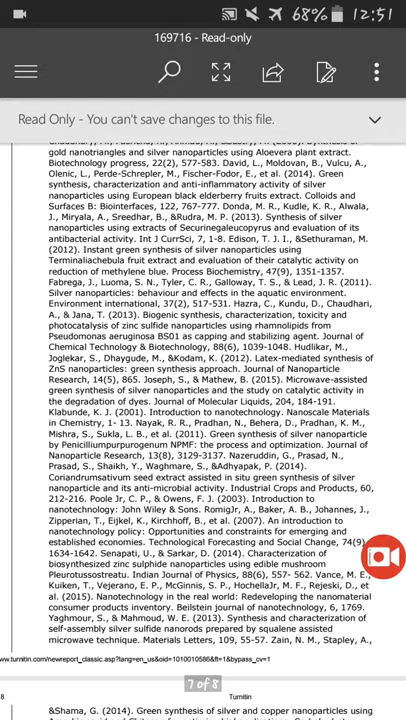 68% 12:51
169716 - Read-only
Read Only - You can't save changes to this file.
gold nanotriangles and silver nanoparticles using Aloevera plant extract.
Biotechnology progress, 22(2), 577-583. David, L., Moldovan, B., Vulcu, A.,
Olenic, L., Perde-Schrepler, M., Fischer-Fodor, E., et al. (2014). Green
synthesis, characterization and anti-inflammatory activity of silver
nanoparticles using European black elderberry fruits extract. Colloids and
Surfaces B: Biointerfaces, 122, 767-777. Donda, M. R., Kudle, K. R., Alwala,
J., Miryala, A., Sreedhar, B., &Rudra, M. P. (2013). Synthesis of silver
nanoparticles using extracts of Securinegaleucopyrus and evaluation of its
antibacterial activity. Int J CurrSci, 7, 1-8. Edison, T. J. I., &Sethuraman, M.
(2012). Instant green synthesis of silver nanoparticles using
Terminaliachebula fruit extract and evaluation of their catalytic activity on
reduction of methylene blue. Process Biochemistry, 47(9), 1351-1357.
Fabrega, J., Luoma, S. N., Tyler, C. R., Galloway, T. S., & Lead, J. R. (2011).
Silver nanoparticles: behaviour and effects in the aquatic environment.
Environment international, 37(2), 517-531. Hazra, C., Kundu, D., Chaudhari,
A., & Jana, T. (2013). Biogenic synthesis, characterization, toxicity and
photocatalysis of zinc sulfide nanoparticles using rhamnolipids from
Pseudomonas aeruginosa BS01 as capping and stabilizing agent. Journal of
Chemical Technology & Biotechnology, 88(6), 1039-1048. Hudlikar, M.,
Joglekar, S., Dhaygude, M., &Kodam, K. (2012). Latex-mediated synthesis of
ZnS nanoparticles: green synthesis approach. Journal of Nanoparticle
Research, 14(5), 865. Joseph, S., & Mathew, B. (2015). Microwave-assisted
green synthesis of silver nanoparticles and the study on catalytic activity in
the degradation of dyes. Journal of Molecular Liquids, 204, 184-191.
Klabunde, K. J. (2001). Introduction to nanotechnology. Nanoscale Materials
in Chemistry, 1- 13. Nayak, R. R., Pradhan, N., Behera, D., Pradhan, K. M.,
Mishra, S., Sukla, L. B., et al. (2011). Green synthesis of silver nanoparticle
by Penicilliumpurpurogenum NPMF: the process and optimization. Journal of
Nanoparticle Research, 13(8), 3129-3137. Nazeruddin, G., Prasad, N.,
Prasad, S., Shaikh, Y., Waghmare, S., &Adhyapak, P. (2014).
Coriandrumsativum seed extract assisted in situ green synthesis of silver
nanoparticle and its anti-microbial activity. Industrial Crops and Products, 60,
212-216. Poole Jr, C. P., & Owens, F. J. (2003). Introduction to
nanotechnology: John Wiley & Sons. RomigJr, A., Baker, A. B., Johannes, J.,
Zipperian, T., Eijkel, K., Kirchhoff, B., et al. (2007). An introduction to
nanotechnology policy: Opportunities and constraints for emerging and
established economies. Technological Forecasting and Social Change, 74(9),
1634-1642. Senapati, U., & Sarkar, D. (2014). Characterization of
biosynthesized zinc sulphide nanoparticles using edible mushroom
Pleurotusostreatu. Indian Journal of Physics, 88(6), 557- 562. Vance, M. E.,
Kuiken, T., Vejerano, E. P., McGinnis, S. P., HochellaJr, M. F., Rejeski, D., et
al. (2015). Nanotechnology in the real world: Redeveloping the nanomaterial
consumer products inventory. Beilstein journal of nanotechnology, 6, 1769.
Yaghmour, S., & Mahmoud, W. E. (2013). Synthesis and characterization of
self-assembly silver sulfide nanorods prepared by squalene assisted
microwave technique. Materials Letters, 109, 55-57. Zain, N. M., Stapley, A.,
www.turnitin.com/newreport_classic.asp?lang=en_us&oid=1010010586&ft=1&bypass_cv=1
7 of 8
8 Turnitin
&Shama, G. (2014). Green synthesis of silver and copper nanoparticles using